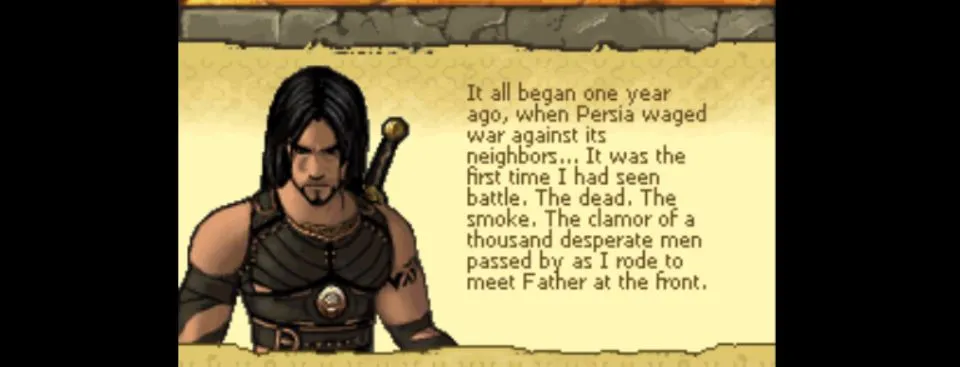 It all began one year
ago, when Persia waged
war against its
neighbors... It was the
first time I had seen
battle. The dead. The
smoke. The clamor of a
thousand desperate men
passed by as I rode to
meet Father at the front.